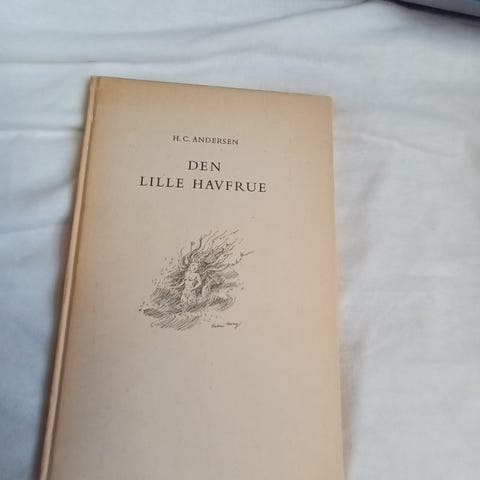 H. C. ANDERSEN
DEN
LILLE HAVFRUE